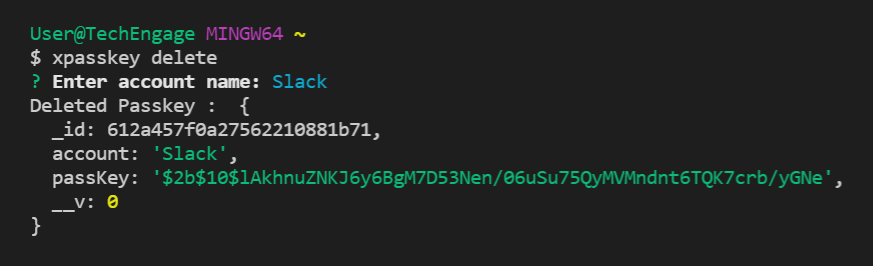 User@TechEngage MINGW64 ~
$ xpasskey delete
? Enter account name: Slack
Deleted Passkey :  {
  _id: 612a457f0a27562210881b71,
  account: 'Slack',
  passKey: '$2b$10$lAkhnuZNKJ6y6BgM7D53Nen/06uSu75QyMVMndnt6TQK7crb/yGNe',
  __v: 0
}